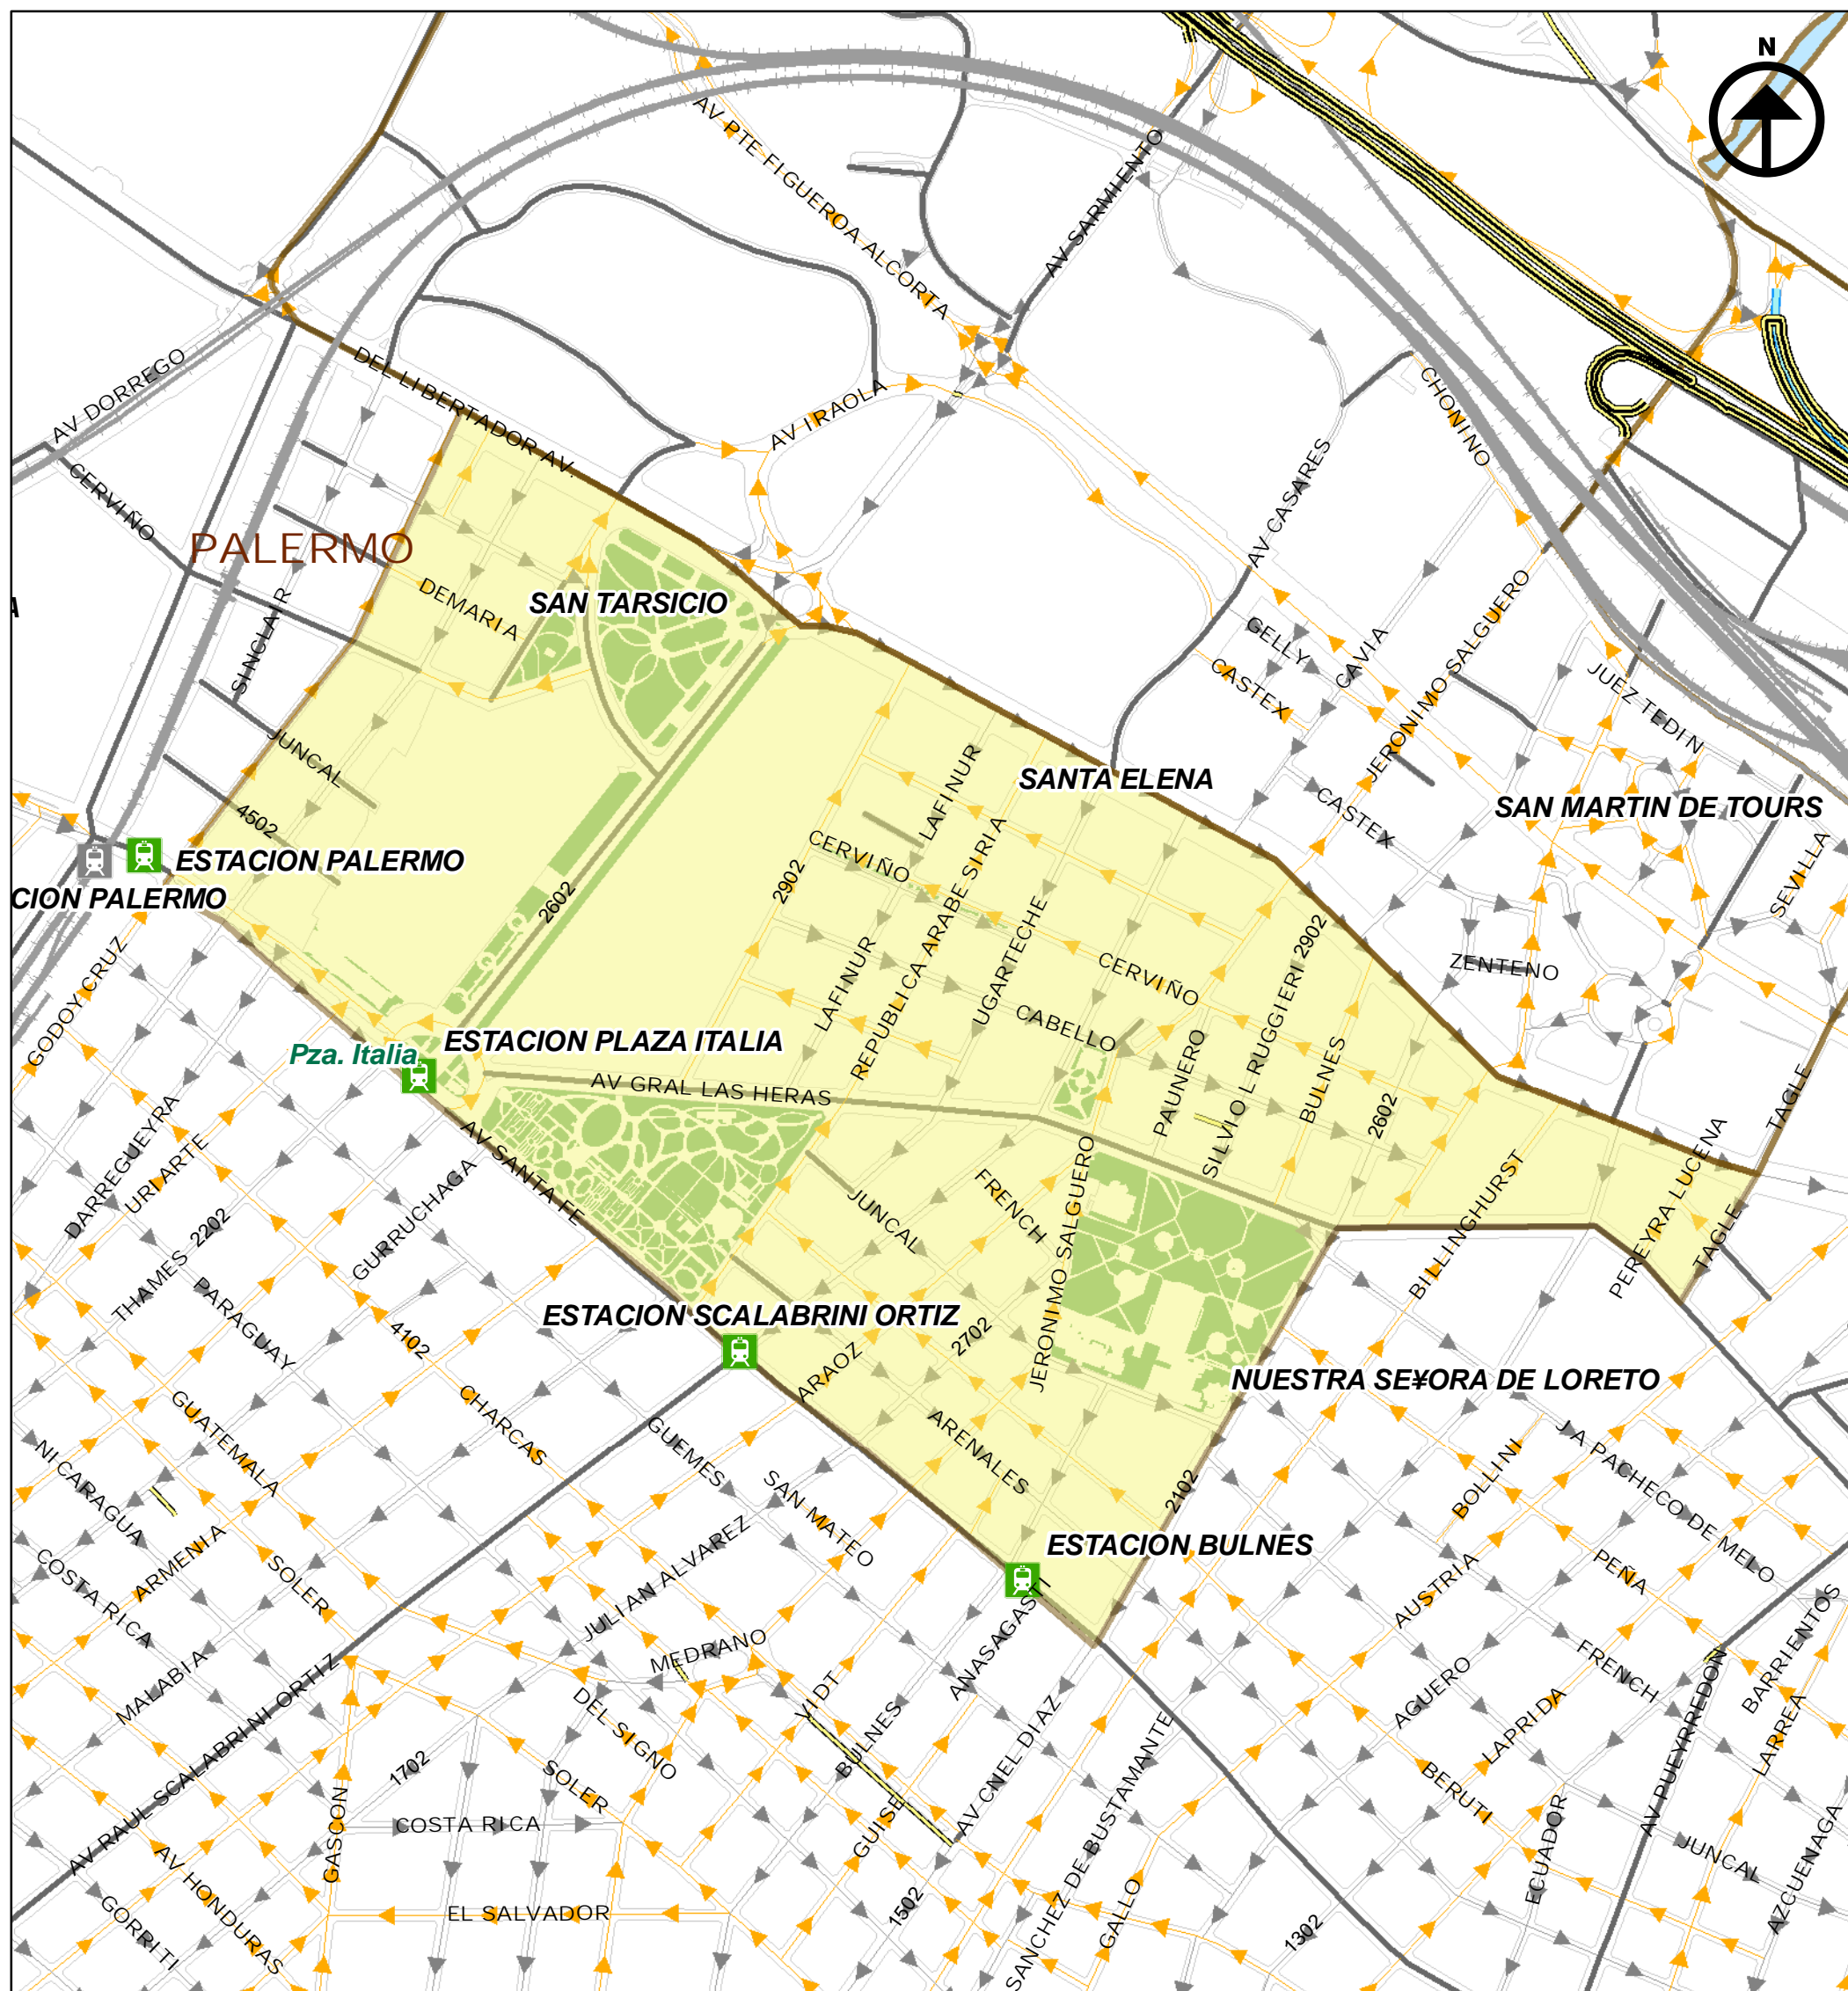 N
AV PTE FIGUEROA ALCORTA
AV SARMIENTO
AV DORREGO
DEL LIBERTADOR AV.
AV IRAOLA
CHONINO
CERVIÑO
AV CASARES
PALERMO
DEMARIA
SAN TARSICIO
SINCLAIR
GELLY
CAVIA
CASTEX
JERONIMO SALGUERO
JUEZ TEDIN
JUNCAL
LAFINUR
SANTA ELENA
CASTEX
SAN MARTIN DE TOURS
4502
ESTACION PALERMO
CION PALERMO
CERVIÑO
2902
2602
REPUBLICA ARABE SIRIA
SEVILLA
UGARTECHE
CERVIÑO
SILVIO L RUGGIERI 2902
ZENTENO
GODOY CRUZ
LAFINUR
CABELLO
ESTACION PLAZA ITALIA
Pza. Italia
AV GRAL LAS HERAS
PAUNERO
BULNES
2602
TAGLE
DARREGUEYRA
URIARTE
AV SANTA FE
GURRUCHAGA
FRENCH
JUNCAL
JERONIMO SALGUERO
BILLINGHURST
PEREYRA LUCENA
TAGLE
THAMES 2202
PARAGUAY
4102
ESTACION SCALABRINI ORTIZ
2702
ARAOZ
NUESTRA SE¥ORA DE LORETO
GUATEMALA
CHARCAS
GUEMES
ARENALES
J A PACHECO DE MELO
NICARAGUA
SAN MATEO
2102
BOLLINI
ESTACION BULNES
COSTA RICA
ARMENIA
SOLER
JULIAN ALVAREZ
PEÑA
AUSTRIA
ANASAGASTI
MALABIA
MEDRANO
VIDT
FRENCH
BARRIENTOS
AV RAUL SCALABRINI ORTIZ
DEL SIGNO
BULNES
AGUERO
LAPRIDA
LARREA
AV PUEYRREDON
1702
SOLER
AV CNEL DIAZ
SANCHEZ DE BUSTAMANTE
BERUTI
GASCON
COSTA RICA
GUISE
ECUADOR
JUNCAL
AZCUENAGA
AV HONDURAS
EL SALVADOR
1502
GALLO
1302
GORRITI